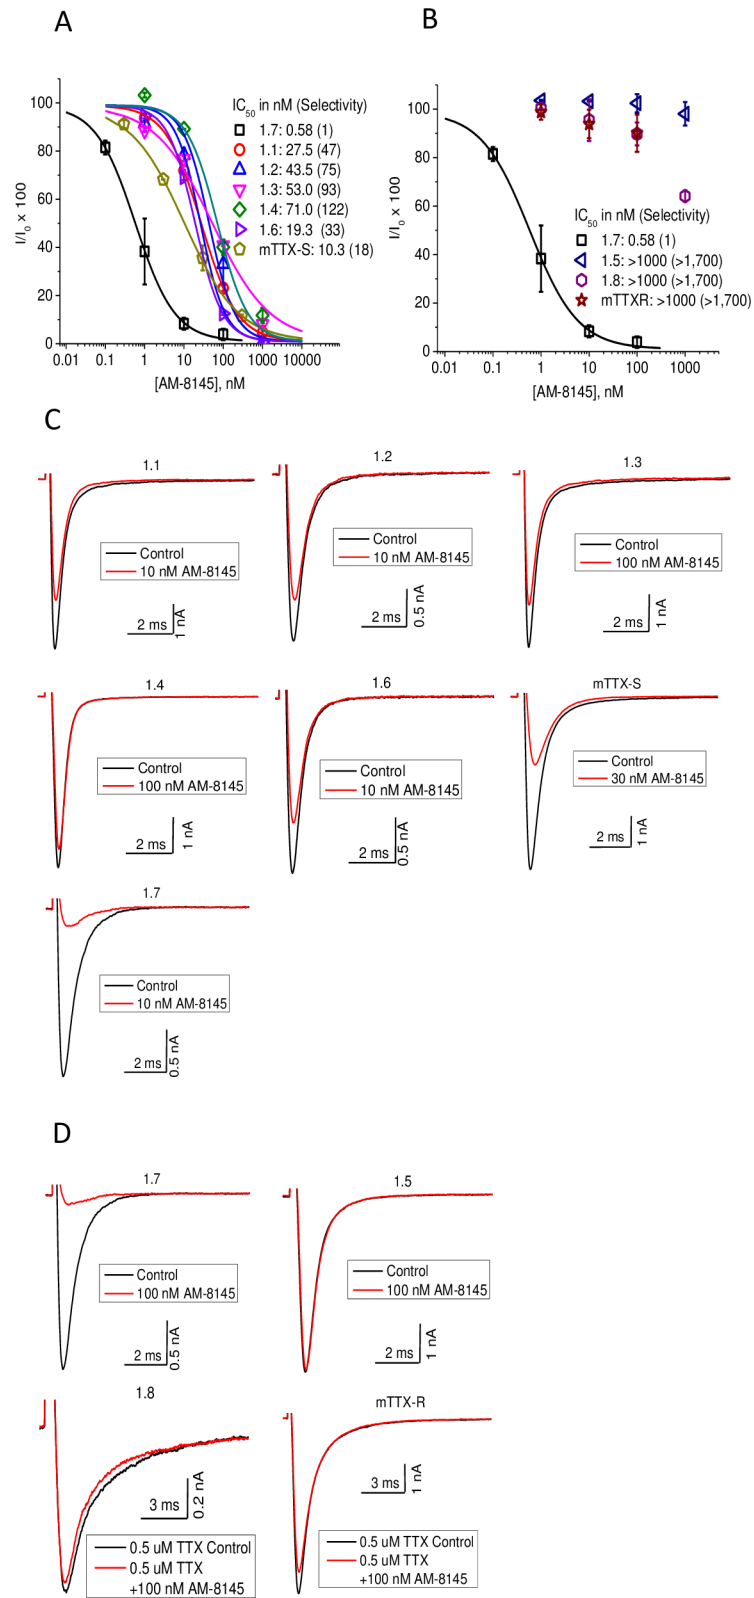 A
B
IC50 in nM (Selectivity)
1.7: 0.58 (1)
1.1: 27.5 (47)
1.2: 43.5 (75)
1.3: 53.0 (93)
1.4: 71.0 (122)
1.6: 19.3 (33)
mTTX-S: 10.3 (18)
I/I0 x 100
100
80
60
40
20
0
0.01 0.1 1 10 100 1000 10000
[AM-8145], nM
IC50 in nM (Selectivity)
1.7: 0.58 (1)
1.5: >1000 (>1,700)
1.8: >1000 (>1,700)
mTTXR: >1000 (>1,700)
I/I0 x 100
100
80
60
40
20
0
0.01 0.1 1 10 100 1000
[AM-8145], nM
C
1.1
Control
10 nM AM-8145
2 ms
1 nA
1.2
Control
10 nM AM-8145
2 ms
0.5 nA
1.3
Control
100 nM AM-8145
2 ms
1 nA
1.4
Control
100 nM AM-8145
2 ms
1 nA
1.6
Control
10 nM AM-8145
2 ms
0.5 nA
mTTX-S
Control
30 nM AM-8145
2 ms
1 nA
1.7
Control
10 nM AM-8145
2 ms
0.5 nA
D
1.7
Control
100 nM AM-8145
2 ms
0.5 nA
1.5
Control
100 nM AM-8145
2 ms
1 nA
1.8
3 ms
0.2 nA
0.5 uM TTX Control
0.5 uM TTX
+100 nM AM-8145
mTTX-R
3 ms
1 nA
0.5 uM TTX Control
0.5 uM TTX
+100 nM AM-8145